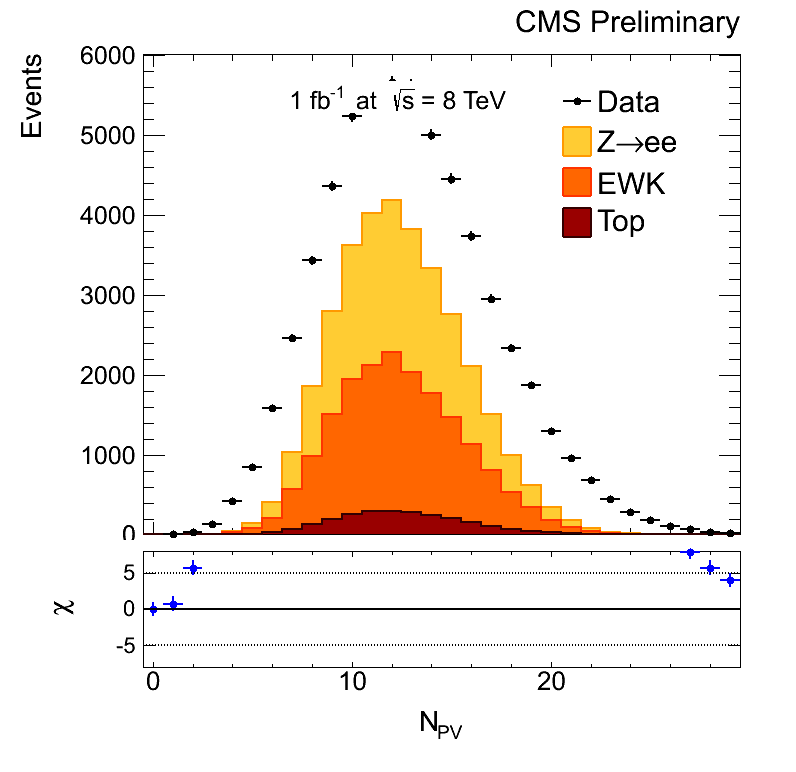 CMS Preliminary
Events
6000
5000
4000
3000
2000
1000
0
1 fb⁻¹ at √s = 8 TeV
Data
Z→ee
EWK
Top
χ
5
0
-5
0 10 20
N_PV